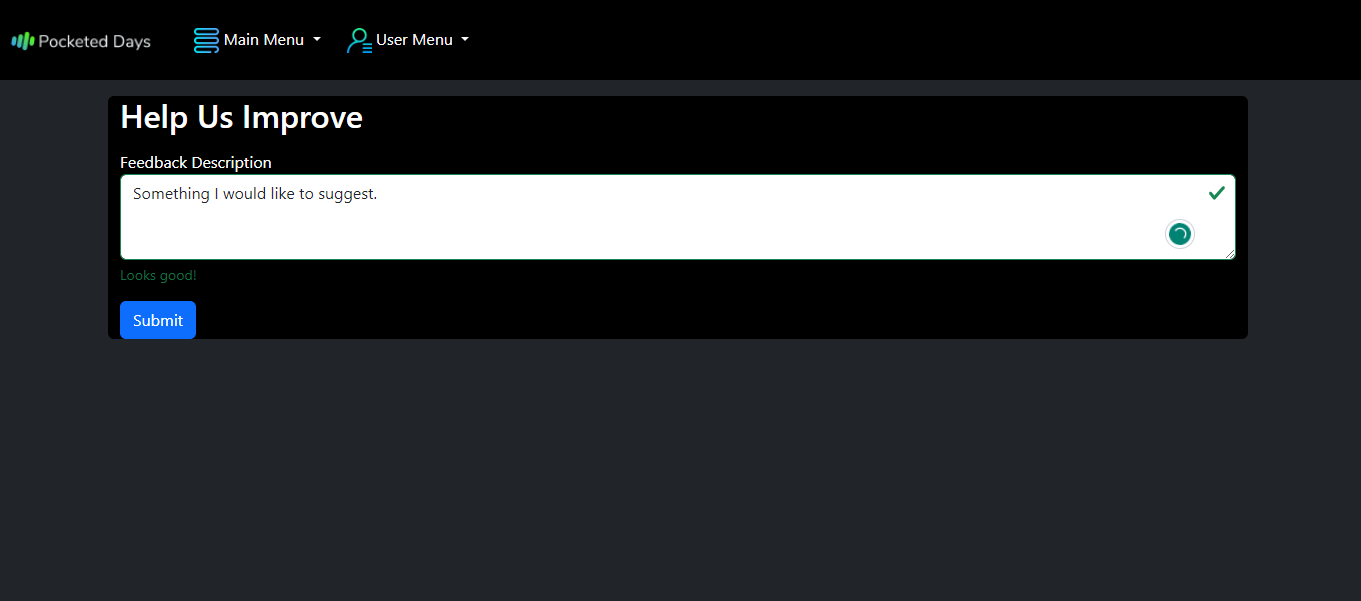 Pocketed Days
Main Menu
User Menu
Help Us Improve
Feedback Description
Something I would like to suggest.
Looks good!
Submit